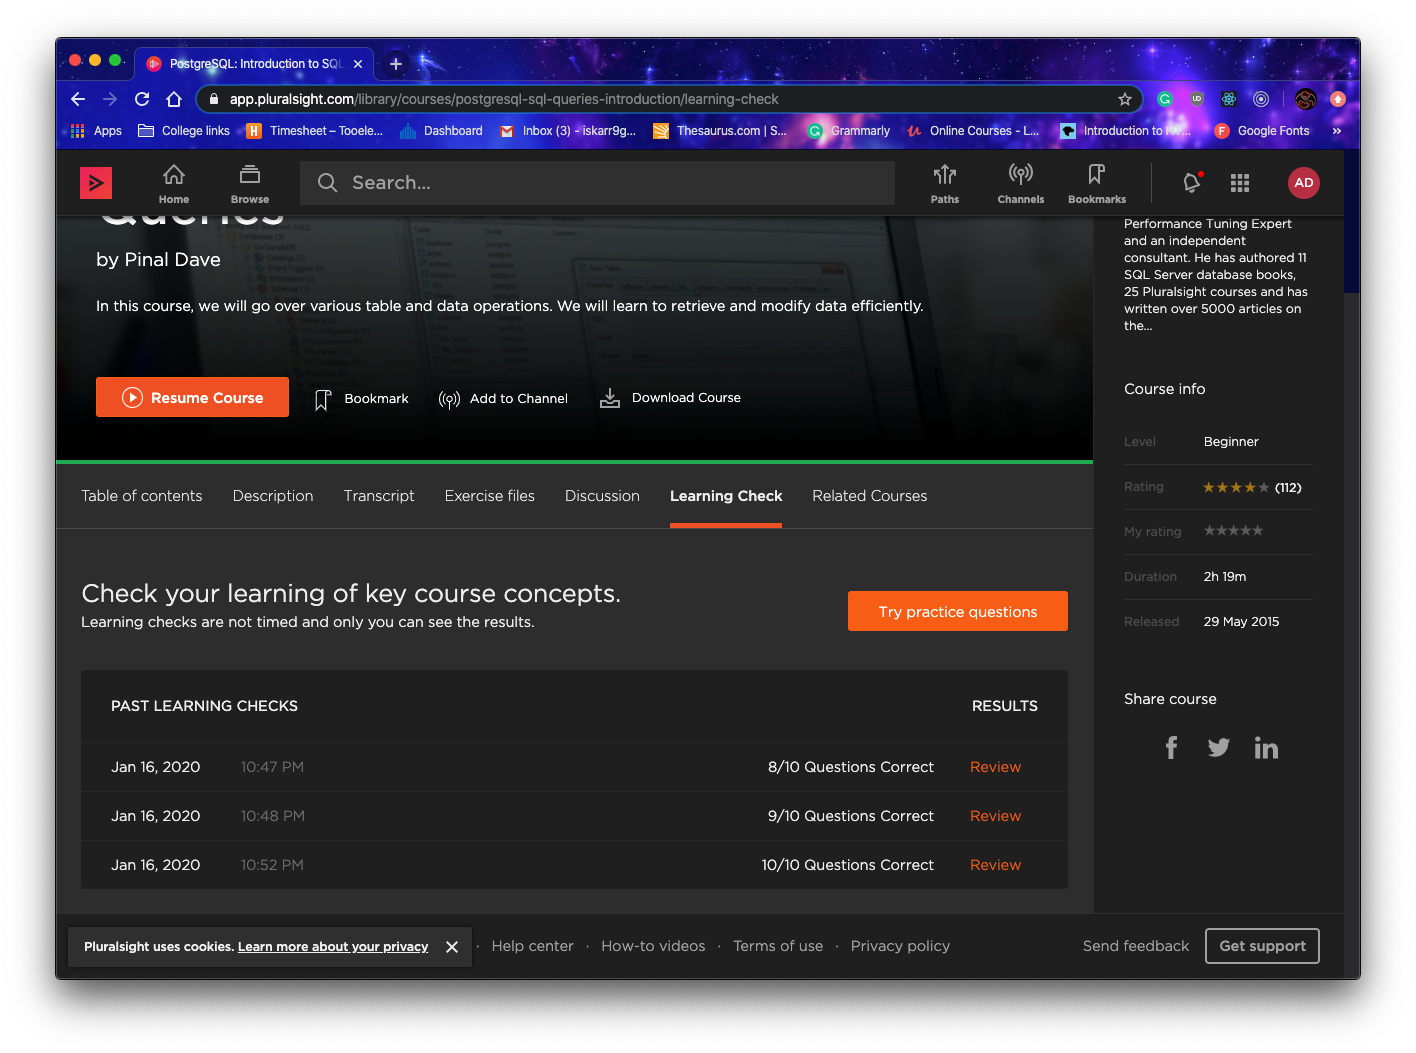 PostgreSQL: Introduction to SQL
app.pluralsight.com/library/courses/postgresql-sql-queries-introduction/learning-check
Apps College links Timesheet – Tooele... Dashboard Inbox (3) - iskarr9g... Thesaurus.com | S... Grammarly Online Courses - L... Introduction to Google Fonts »
Search...
Home Browse Paths Channels Bookmarks AD
Queries
by Pinal Dave
In this course, we will go over various table and data operations. We will learn to retrieve and modify data efficiently.
Resume Course Bookmark Add to Channel Download Course
Table of contents Description Transcript Exercise files Discussion Learning Check Related Courses
Check your learning of key course concepts.
Learning checks are not timed and only you can see the results.
Try practice questions
PAST LEARNING CHECKS RESULTS
Jan 16, 2020 10:47 PM 8/10 Questions Correct Review
Jan 16, 2020 10:48 PM 9/10 Questions Correct Review
Jan 16, 2020 10:52 PM 10/10 Questions Correct Review
Performance Tuning Expert
and an independent
consultant. He has authored 11
SQL Server database books,
25 Pluralsight courses and has
written over 5000 articles on
the...
Course info
Level Beginner
Rating (112)
My rating
Duration 2h 19m
Released 29 May 2015
Share course
Pluralsight uses cookies. Learn more about your privacy
· Help center · How-to videos · Terms of use · Privacy policy
Send feedback Get support